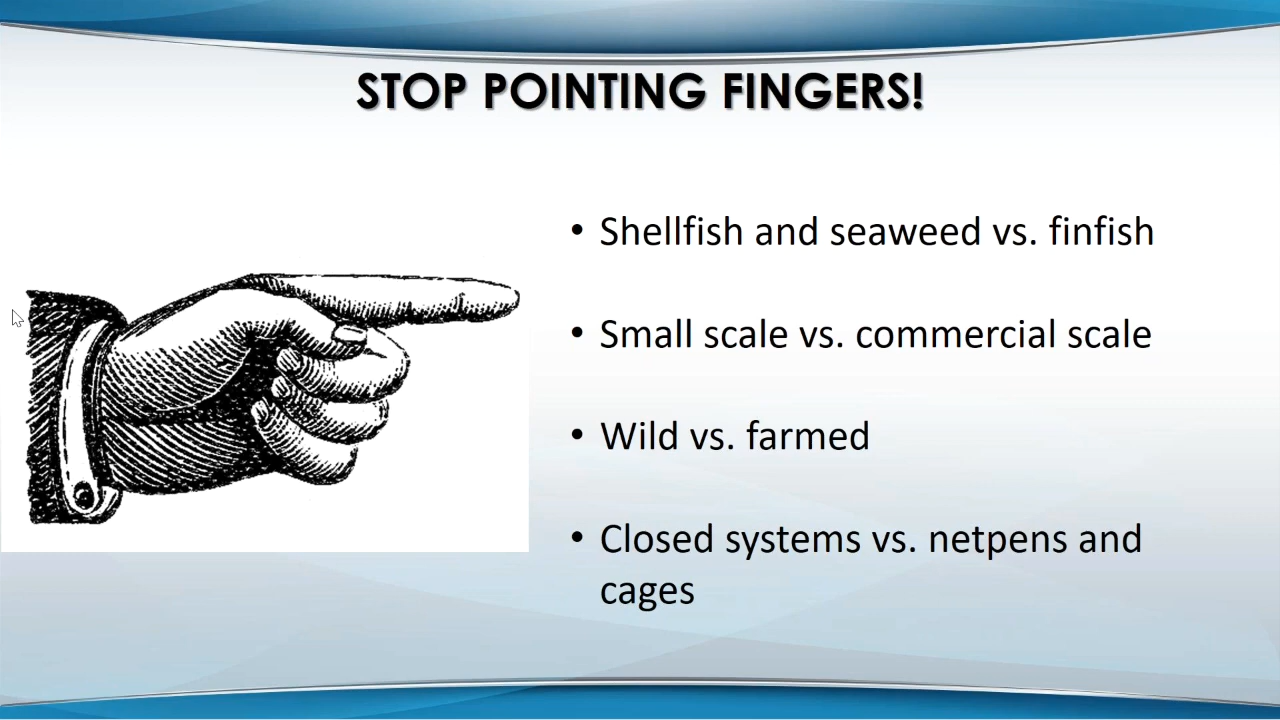 STOP POINTING FINGERS!
• Shellfish and seaweed vs. finfish
• Small scale vs. commercial scale
• Wild vs. farmed
• Closed systems vs. netpens and
cages